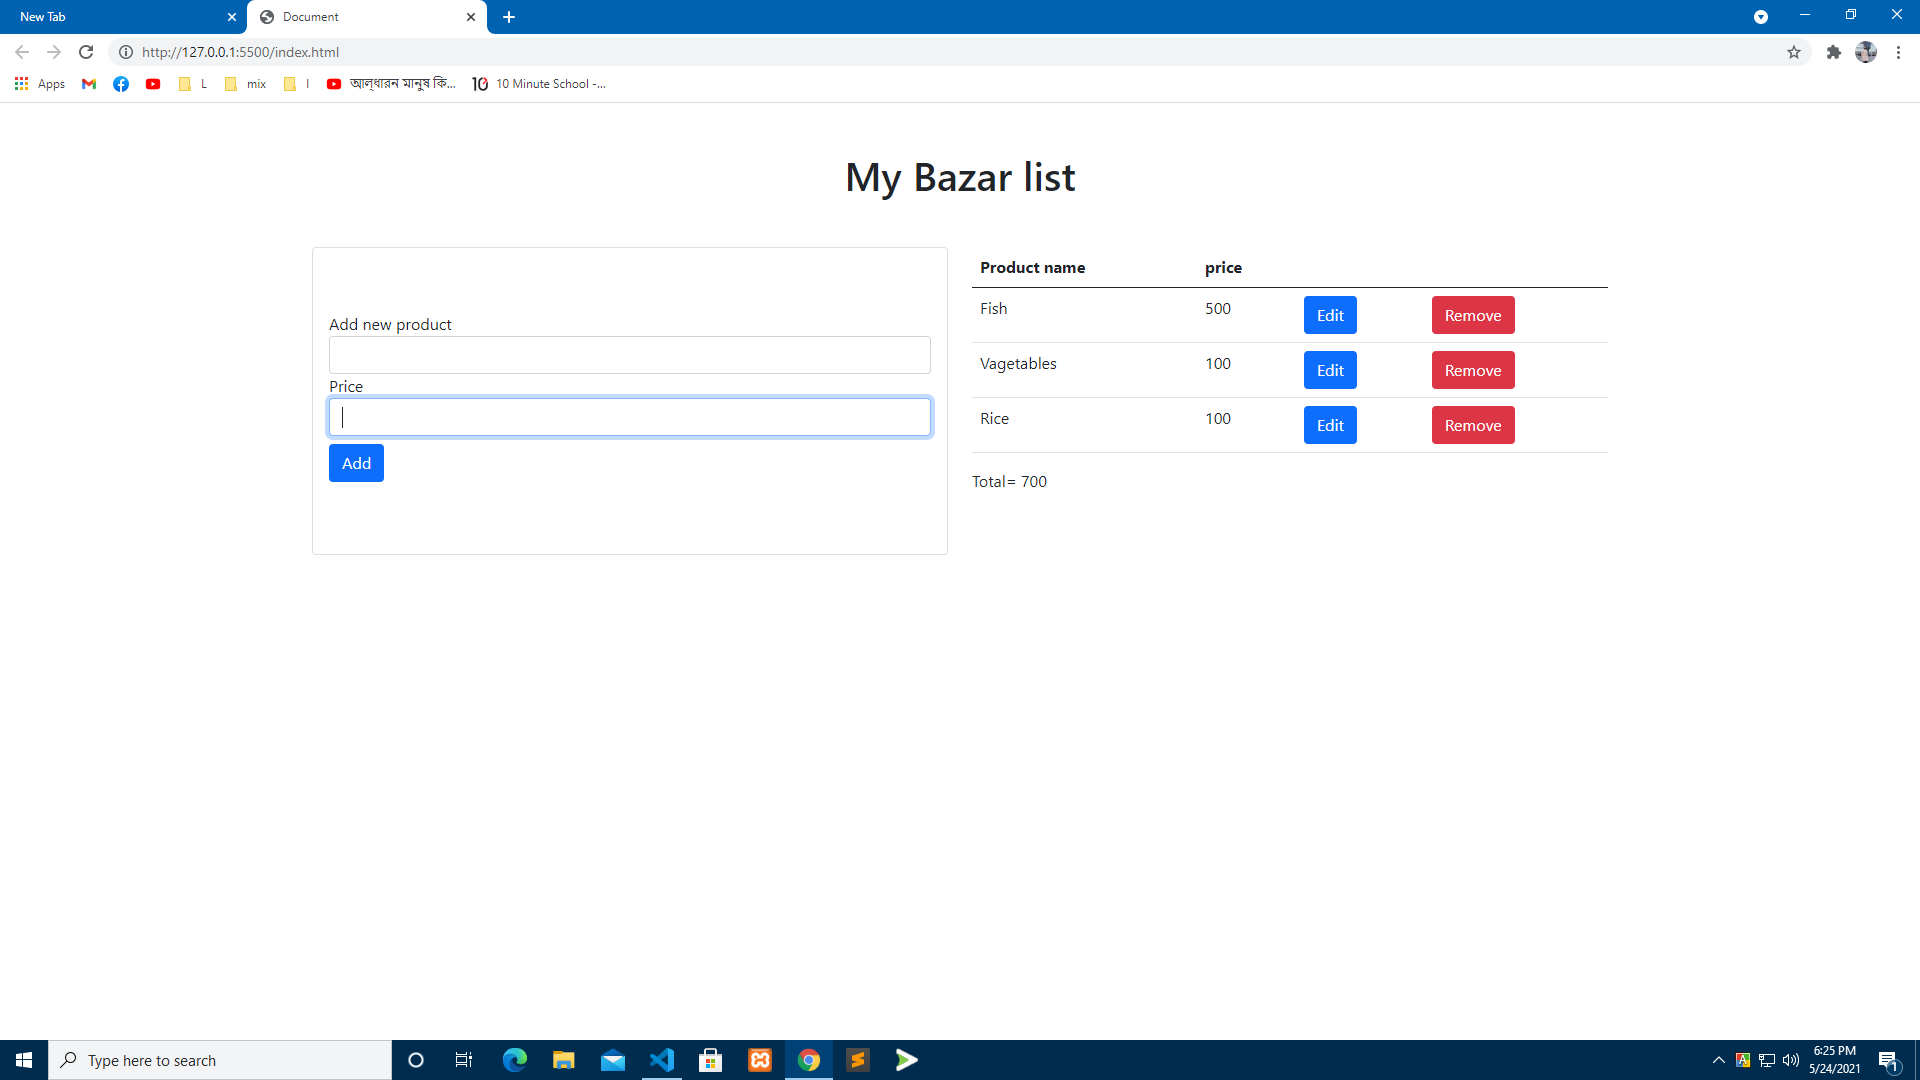 New Tab
Document
http://127.0.0.1:5500/index.html
Apps
L
mix
I
আল্ধারন মানুষ কি...
10 Minute School -...
My Bazar list
Add new product
Price
Add
Product name price
Fish 500 Edit Remove
Vagetables 100 Edit Remove
Rice 100 Edit Remove
Total= 700
Type here to search
6:25 PM
5/24/2021
1